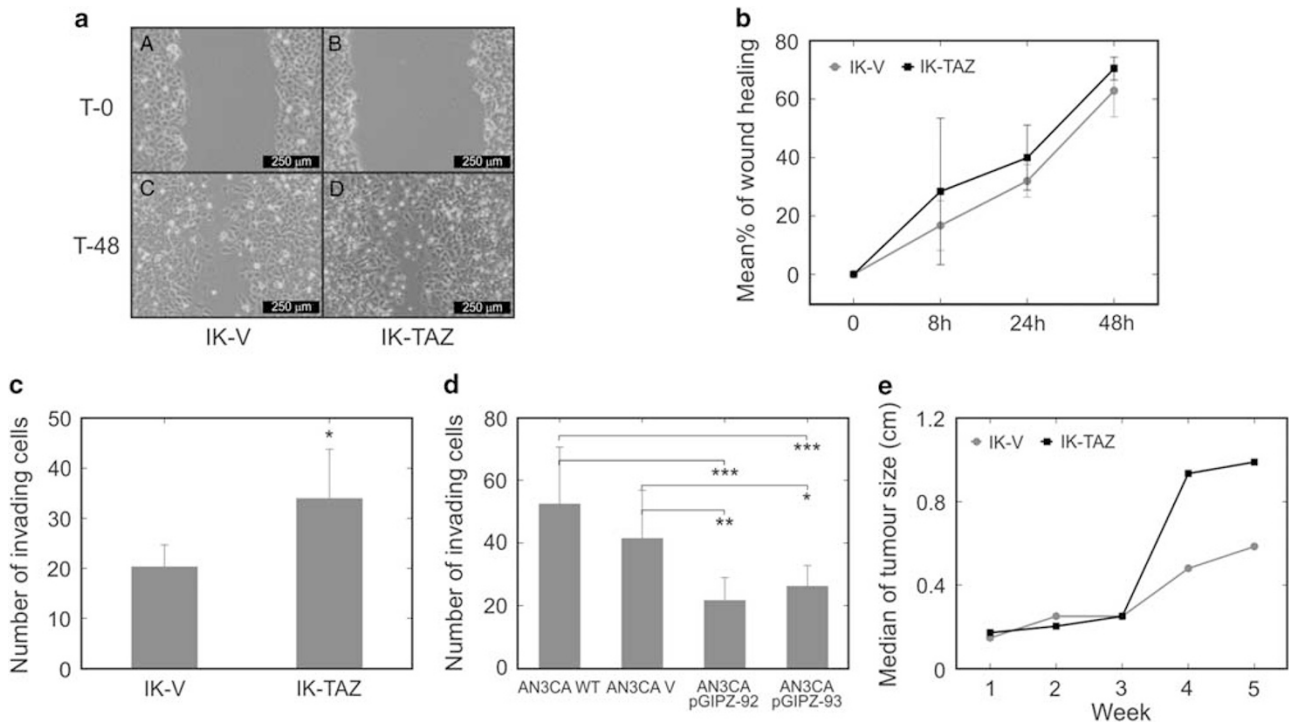 a
A
B
T-0
250 µm
250 µm
C
D
T-48
250 µm
250 µm
IK-V
IK-TAZ
b
Mean% of wound healing
80
60
40
20
0
IK-V
IK-TAZ
0
8h
24h
48h
c
Number of invading cells
50
40
30
20
10
0
*
IK-V
IK-TAZ
d
Number of invading cells
80
60
40
20
0
***
***
*
**
AN3CA WT
AN3CA V
AN3CA
pGIPZ-92
AN3CA
pGIPZ-93
e
Median of tumour size (cm)
1.2
0.8
0.4
0
IK-V
IK-TAZ
1
2
3
4
5
Week